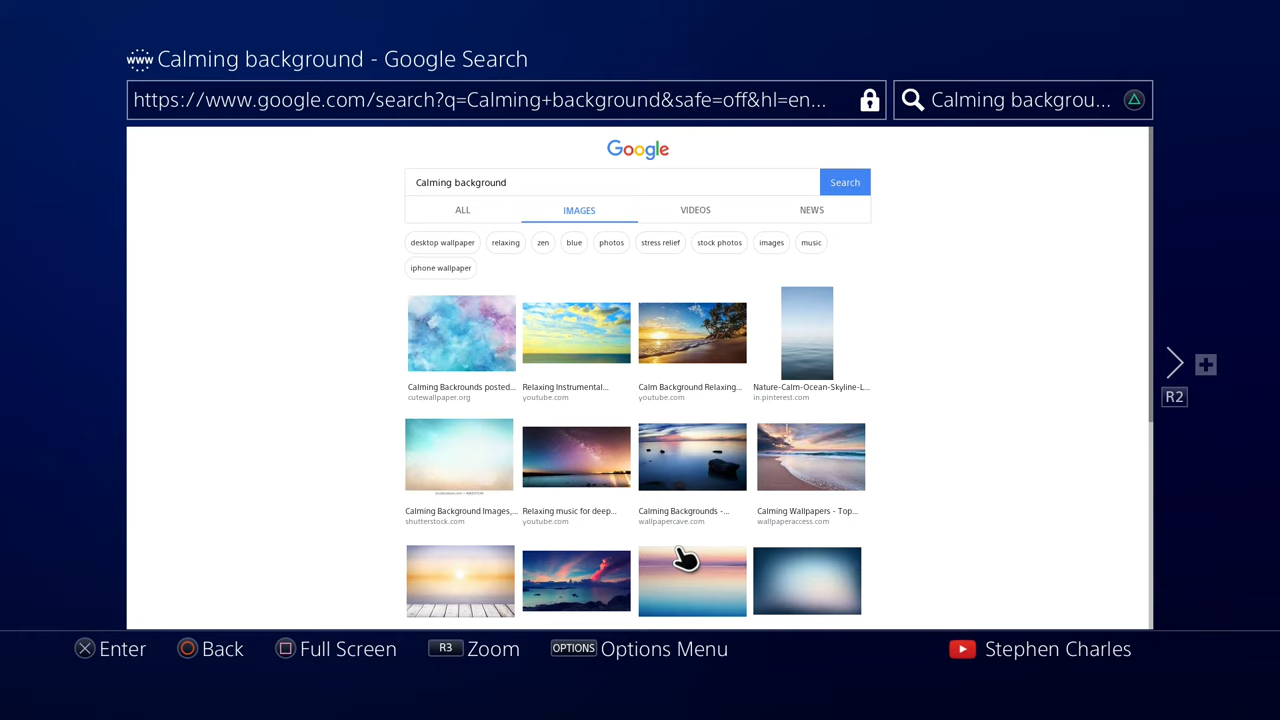 www Calming background - Google Search
https://www.google.com/search?q=Calming+background&safe=off&hl=en...
Calming backgrou...
Google
Calming background
Search
ALL
IMAGES
VIDEOS
NEWS
desktop wallpaper
relaxing
zen
blue
photos
stress relief
stock photos
images
music
iphone wallpaper
Calming Backrounds posted...
cutewallpaper.org
Relaxing Instrumental...
youtube.com
Calm Background Relaxing...
youtube.com
Nature-Calm-Ocean-Skyline-L...
in.pinterest.com
Calming Background Images,...
shutterstock.com
Relaxing music for deep...
youtube.com
Calming Backgrounds -...
wallpapercave.com
Calming Wallpapers - Top...
wallpaperaccess.com
R2
Enter
Back
Full Screen
R3 Zoom
OPTIONS Options Menu
Stephen Charles